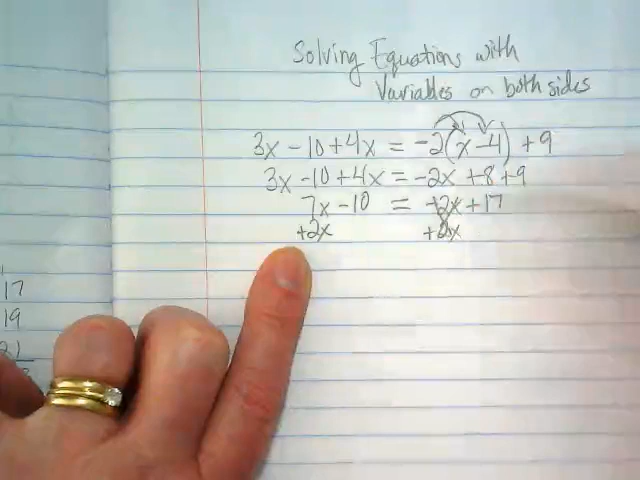 Solving Equations with
Variables on both sides
3x - 10 + 4x = -2(x - 4) + 9
3x - 10 + 4x = -2x + 8 + 9
7x - 10 = -2x + 17
+2x +2x
17
19
21